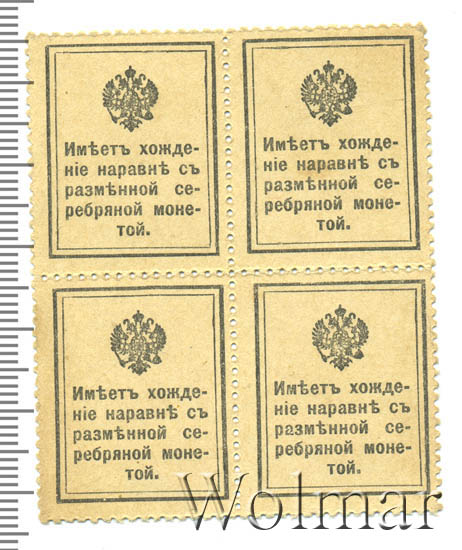 Имѣетъ хожде-
ніе наравнѣ съ
размѣнной се-
ребряной моне-
той.
Имѣетъ хожде-
ніе наравнѣ съ
размѣнной се-
ребряной моне-
той.
Имѣетъ хожде-
ніе наравнѣ съ
размѣнной се-
ребряной моне-
той.
Имѣетъ хожде-
ніе наравнѣ съ
размѣнной се-
ребряной моне-
той.
Wolmar